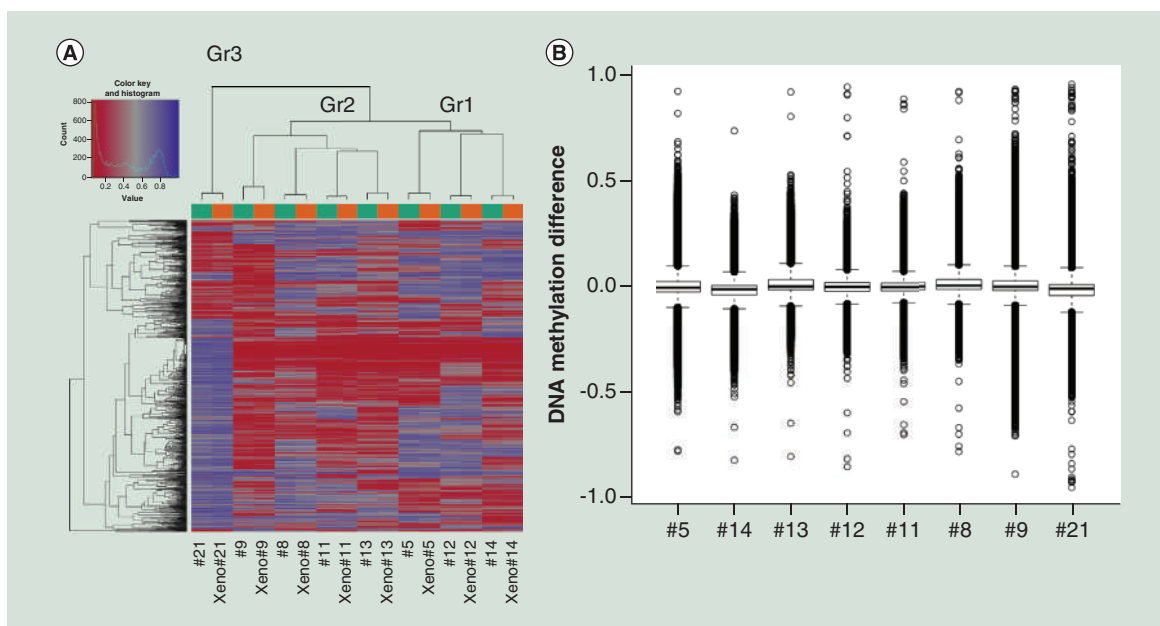 A
Gr3
Color key
and histogram
Count
800
600
400
200
0
0.2 0.4 0.6 0.8
Value
Gr2
Gr1
#21
Xeno#21
#9
Xeno#9
#8
Xeno#8
#11
Xeno#11
#13
Xeno#13
#5
Xeno#5
#12
Xeno#12
#14
Xeno#14
B
DNA methylation difference
1.0
0.5
0.0
-0.5
-1.0
#5 #14 #13 #12 #11 #8 #9 #21